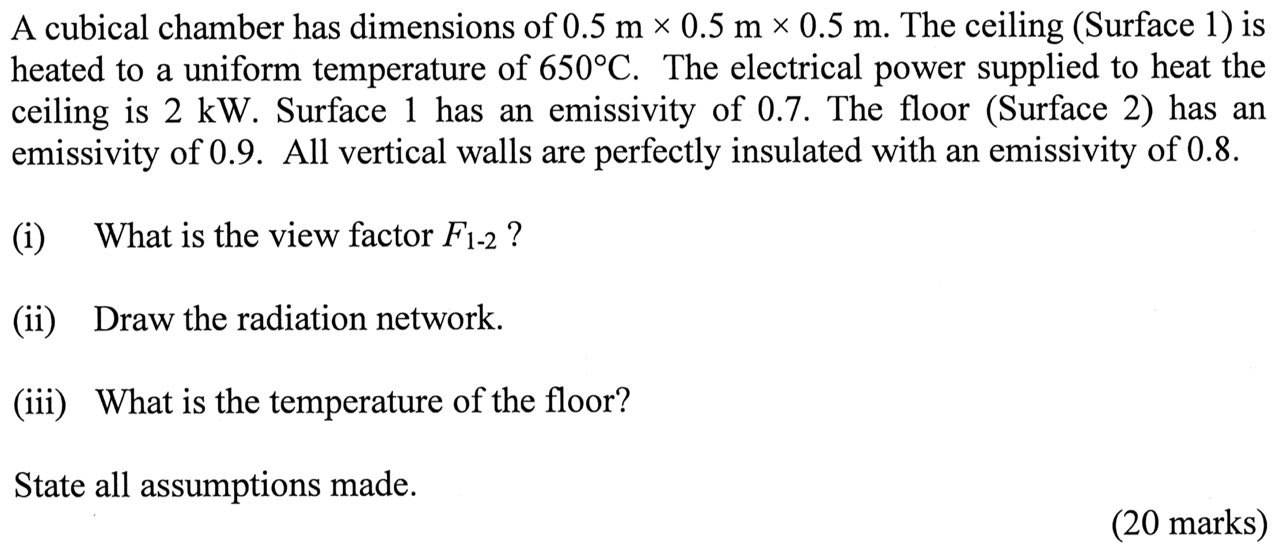 A cubical chamber has dimensions of 0.5 m × 0.5 m × 0.5 m. The ceiling (Surface 1) is
heated to a uniform temperature of 650°C. The electrical power supplied to heat the
ceiling is 2 kW. Surface 1 has an emissivity of 0.7. The floor (Surface 2) has an
emissivity of 0.9. All vertical walls are perfectly insulated with an emissivity of 0.8.
(i) What is the view factor F1-2 ?
(ii) Draw the radiation network.
(iii) What is the temperature of the floor?
State all assumptions made.
(20 marks)